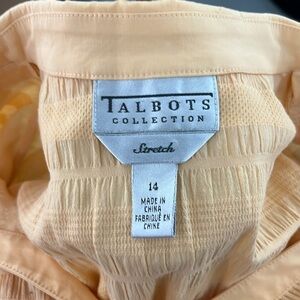 TALBOTS
COLLECTION
Stretch
14
MADE IN
CHINA
FABRIQUÉ EN
CHINE